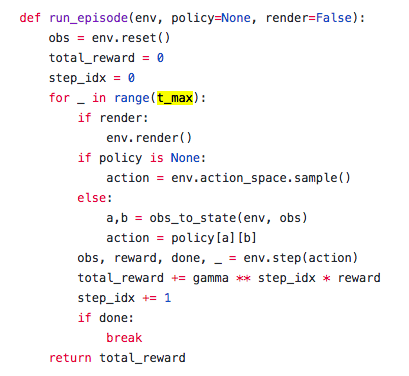 def run_episode(env, policy=None, render=False):
    obs = env.reset()
    total_reward = 0
    step_idx = 0
    for _ in range(t_max):
        if render:
            env.render()
        if policy is None:
            action = env.action_space.sample()
        else:
            a,b = obs_to_state(env, obs)
            action = policy[a][b]
        obs, reward, done, _ = env.step(action)
        total_reward += gamma ** step_idx * reward
        step_idx += 1
        if done:
            break
    return total_reward